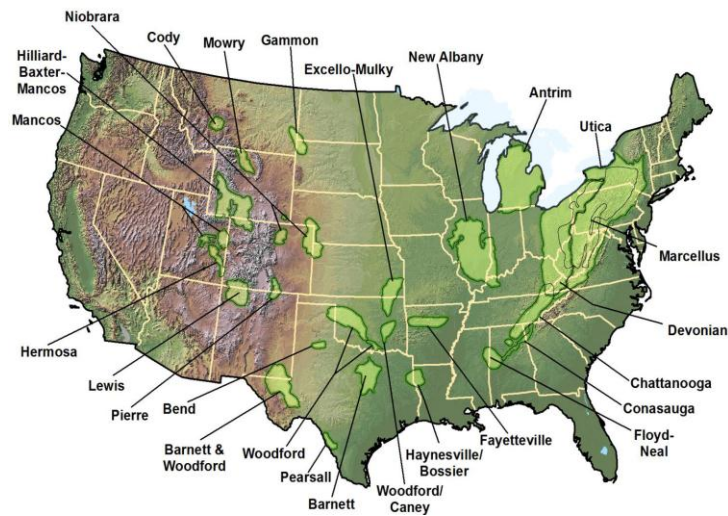 Niobrara
Cody
Mowry
Gammon
Hilliard-
Baxter-
Mancos
Excello-Mulky
New Albany
Antrim
Mancos
Utica
Marcellus
Devonian
Hermosa
Lewis
Pierre
Bend
Barnett &
Woodford
Woodford
Pearsall
Barnett
Woodford/
Caney
Haynesville/
Bossier
Fayetteville
Chattanooga
Conasauga
Floyd-
Neal